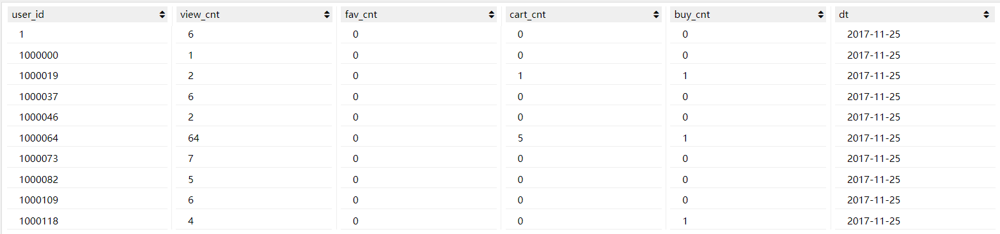 user_id view_cnt fav_cnt cart_cnt buy_cnt dt
1 6 0 0 0 2017-11-25
1000000 1 0 0 0 2017-11-25
1000019 2 0 1 1 2017-11-25
1000037 6 0 0 0 2017-11-25
1000046 2 0 0 0 2017-11-25
1000064 64 0 5 1 2017-11-25
1000073 7 0 0 0 2017-11-25
1000082 5 0 0 0 2017-11-25
1000109 6 0 0 0 2017-11-25
1000118 4 0 0 1 2017-11-25